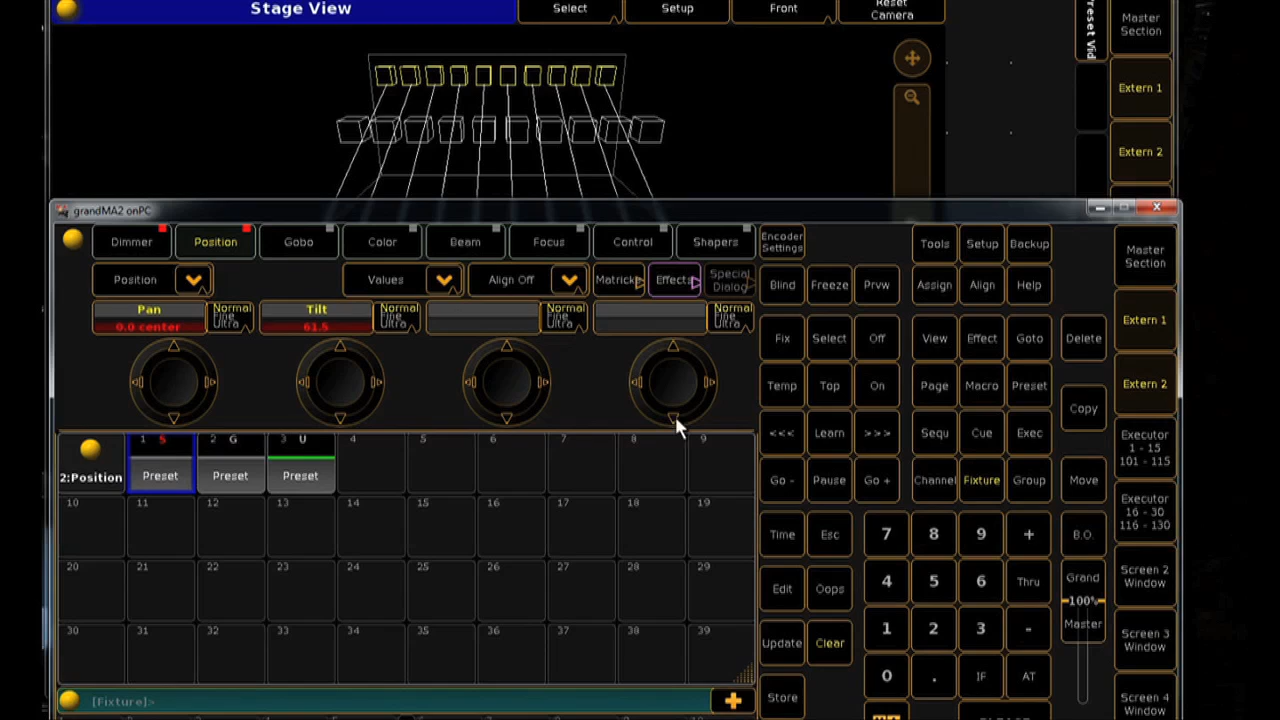 Stage View
Select
Setup
Front
Reset
Camera
Preset Vid
Master
Section
Extern 1
Extern 2
grandMA2 onPC
Dimmer
Position
Gobo
Color
Beam
Focus
Control
Shapers
Encoder
Settings
Tools
Setup
Backup
Master
Section
Position
Values
Align Off
Matricks
Effects
Special
Dialog
Blind
Freeze
Prvw
Assign
Align
Help
Pan
0.0 center
Normal
Fine
Ultra
Tilt
61.5
Normal
Fine
Ultra
Normal
Fine
Ultra
Normal
Fine
Ultra
Extern 1
Fix
Select
Off
View
Effect
Goto
Delete
Temp
Top
On
Page
Macro
Preset
Extern 2
Copy
<<<
Learn
>>>
Sequ
Cue
Exec
Executor
1 - 15
101 - 115
2:Position
1 S
Preset
2 G
Preset
3 U
Preset
4
5
6
7
8
9
Go -
Pause
Go +
Channel
Fixture
Group
Move
Executor
16 - 30
116 - 130
10
11
12
13
14
15
16
17
18
19
Time
Esc
7
8
9
+
B.O.
20
21
22
23
24
25
26
27
28
29
Edit
Oops
4
5
6
Thru
Grand
100%
Master
Screen 2
Window
30
31
32
33
34
35
36
37
38
39
Update
Clear
1
2
3
-
Screen 3
Window
Store
0
.
IF
AT
Screen 4
Window
[Fixture]>